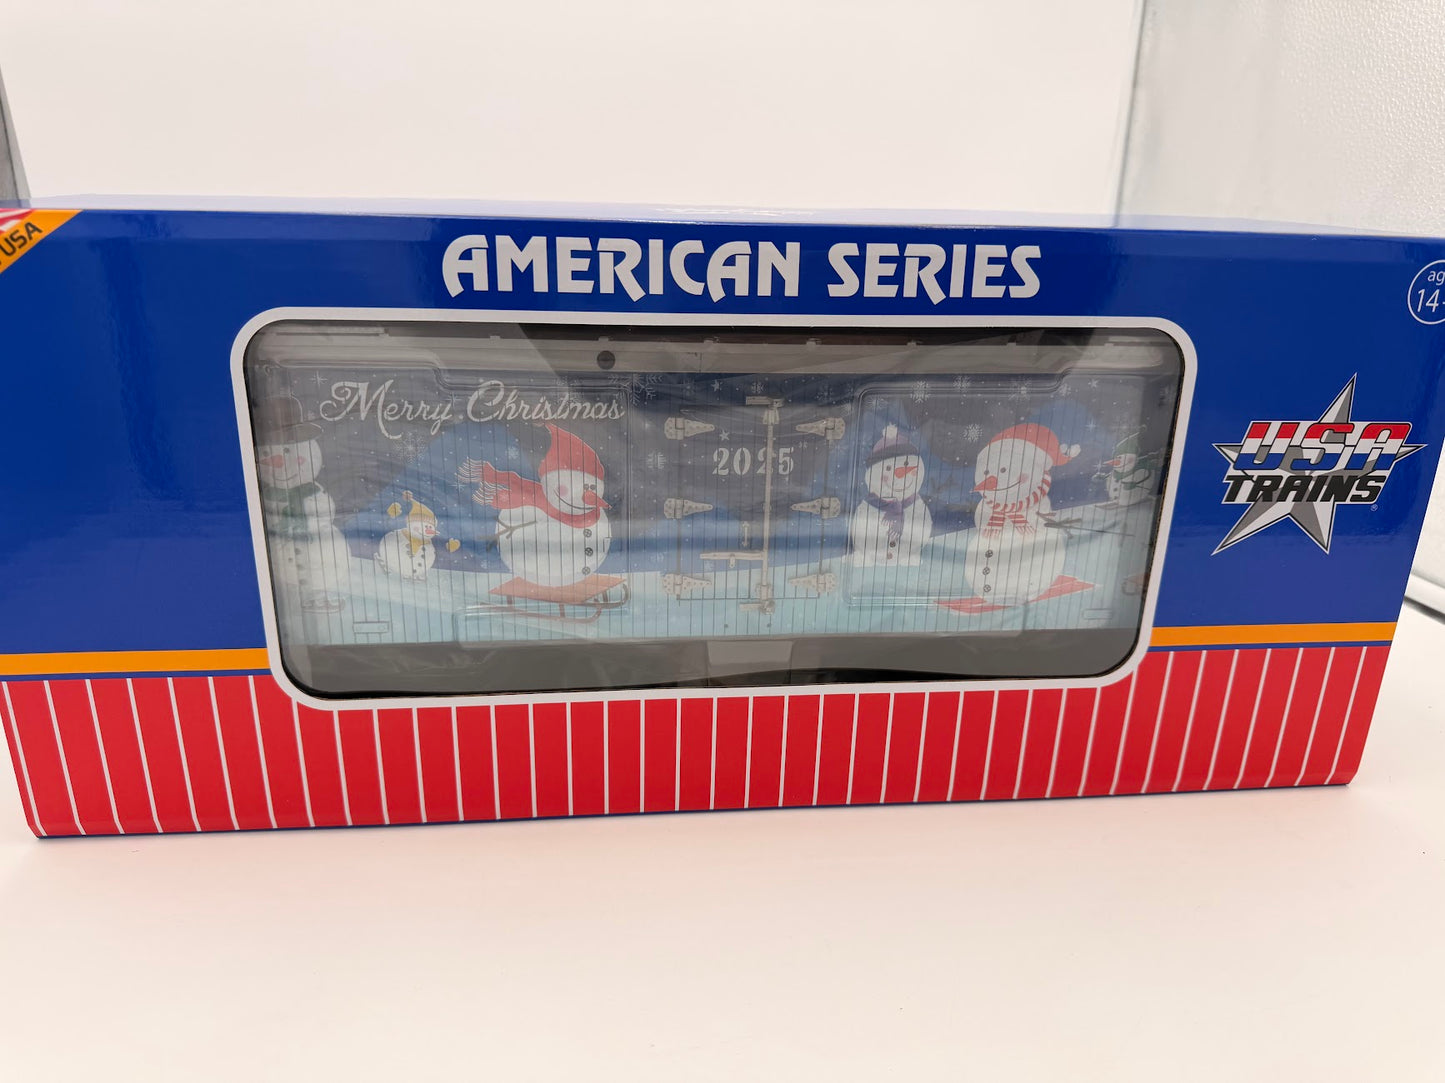 USA
AMERICAN SERIES
14+
Merry Christmas
2025
USA
TRAINS
®